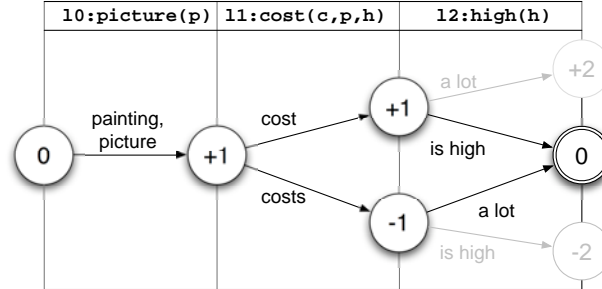 l0:picture(p) l1:cost(c,p,h) l2:high(h)
+2
a lot
+1
painting,
picture
cost
is high
0
+1
0
costs
a lot
-1
is high
-2